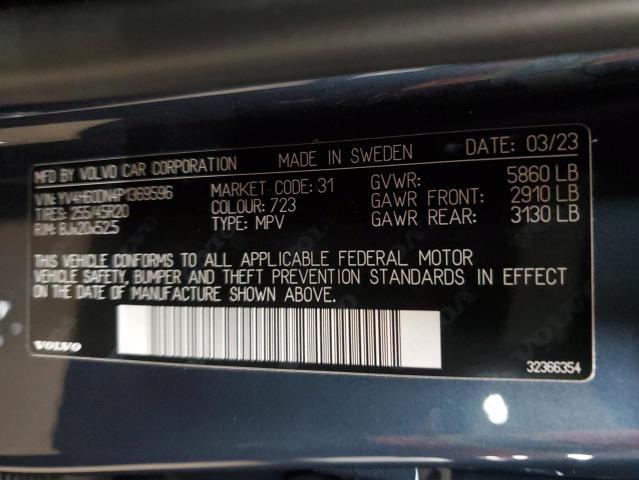 MFD BY VOLVO CAR CORPORATION MADE IN SWEDEN DATE: 03/23
VIN: YV4H60DN4P1369596 MARKET CODE: 31 GVWR: 5860 LB
TIRES: 255/45R20 COLOUR: 723 GAWR FRONT: 2910 LB
RIM: 8Jx20x52.5 TYPE: MPV GAWR REAR: 3130 LB
THIS VEHICLE CONFORMS TO ALL APPLICABLE FEDERAL MOTOR
VEHICLE SAFETY, BUMPER AND THEFT PREVENTION STANDARDS IN EFFECT
ON THE DATE OF MANUFACTURE SHOWN ABOVE.
VOLVO
32366354